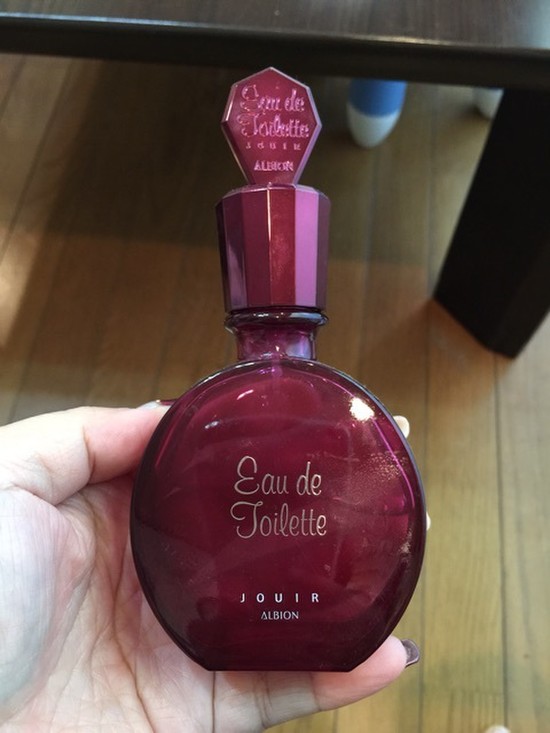 Eau de
Toilette
JOUIR
ALBION
Eau de
Toilette
JOUIR
ALBION